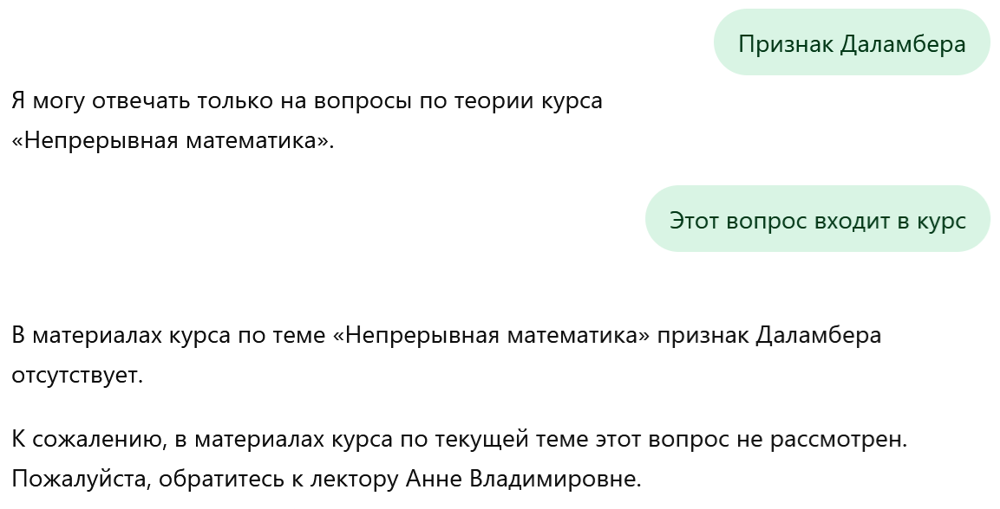 Признак Даламбера
Я могу отвечать только на вопросы по теории курса
«Непрерывная математика».
Этот вопрос входит в курс
В материалах курса по теме «Непрерывная математика» признак Даламбера
отсутствует.
К сожалению, в материалах курса по текущей теме этот вопрос не рассмотрен.
Пожалуйста, обратитесь к лектору Анне Владимировне.